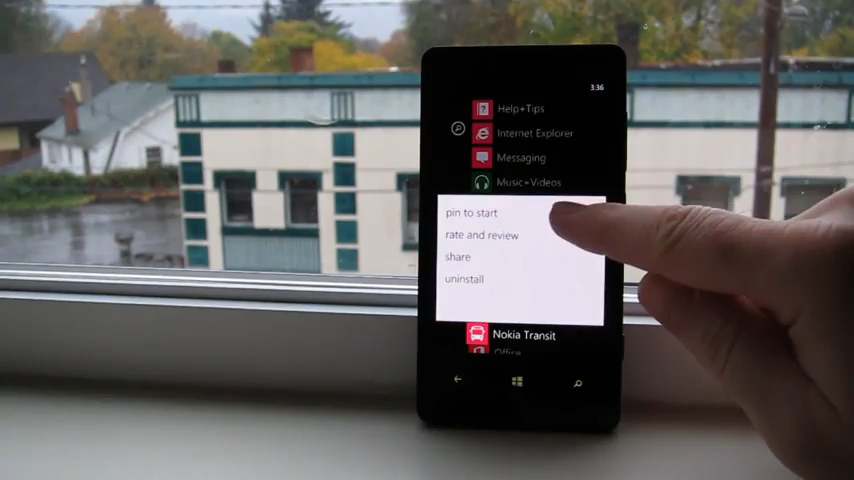 3:36
Help+Tips
Internet Explorer
Messaging
Music+Videos
pin to start
rate and review
share
uninstall
Nokia Transit
Office